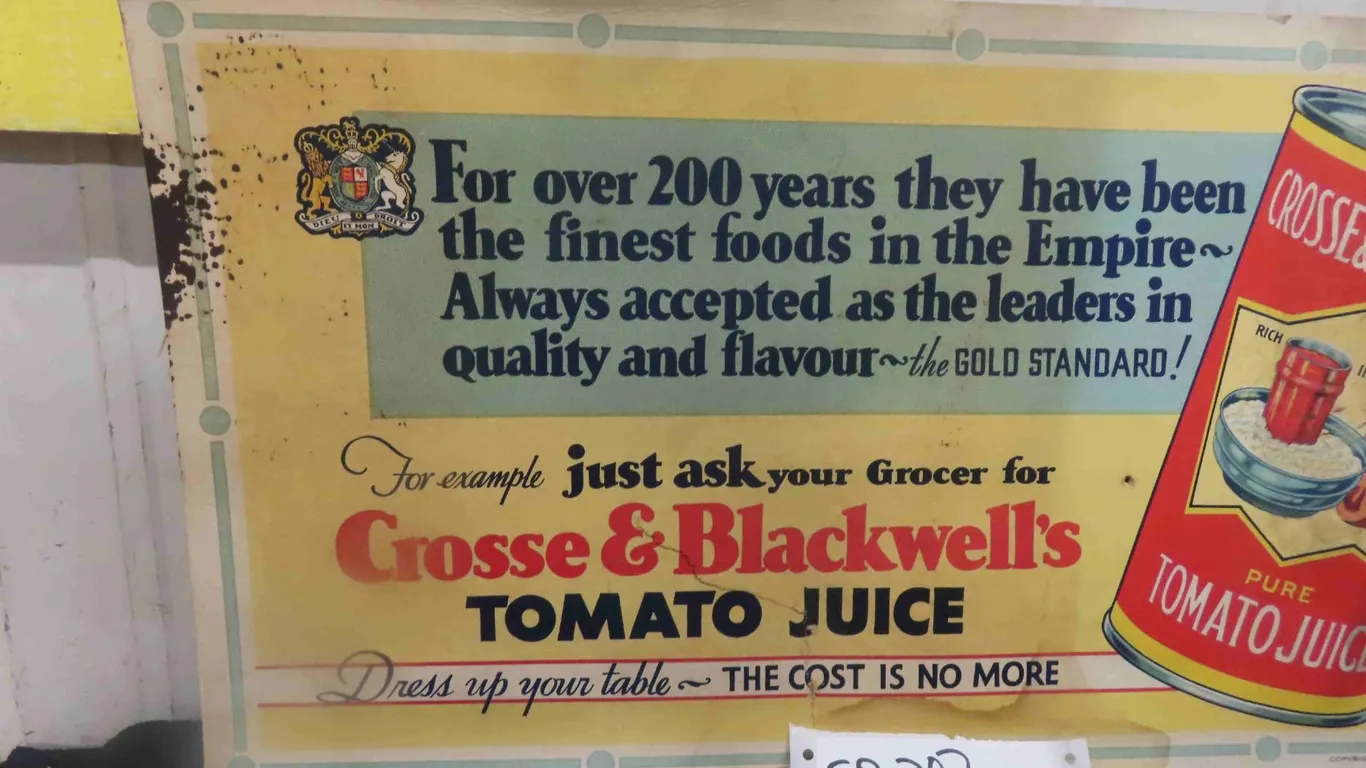 For over 200 years they have been
the finest foods in the Empire~
Always accepted as the leaders in
quality and flavour~the GOLD STANDARD!
DIEU ET MON DROIT
For example just ask your Grocer for
Crosse & Blackwell's
TOMATO JUICE
Dress up your table ~ THE COST IS NO MORE
CROSSE &
RICH
PURE
TOMATO JUIC